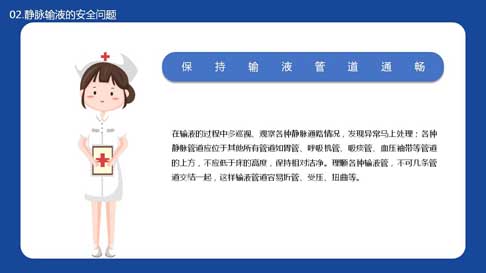 02.静脉输液的安全问题
保持输液管道通畅
在输液的过程中多巡视、观察各种静脉通路情况，发现异常马上处理；各种
静脉管道应位于其他所有管道如胃管、呼吸机管、吸痰管、血压袖带等管道
的上方，不应低于床的高度，保持相对洁净。理顺各种输液管，不可几条管
道交结一起，这样输液管道容易折管、受压、扭曲等。